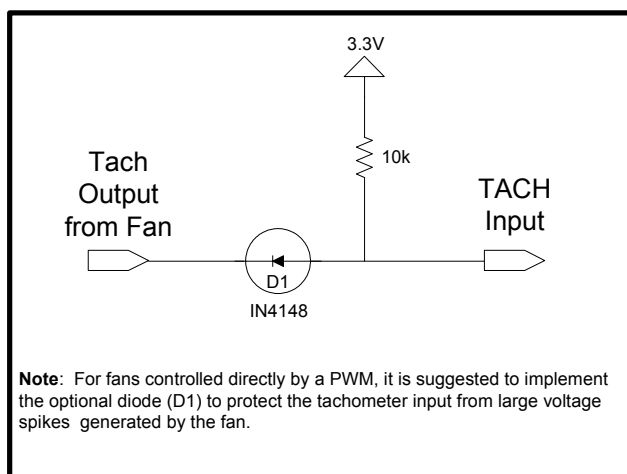 3.3V
10k
Tach
Output
from Fan
TACH
Input
D1
IN4148
Note: For fans controlled directly by a PWM, it is suggested to implement
the optional diode (D1) to protect the tachometer input from large voltage
spikes generated by the fan.